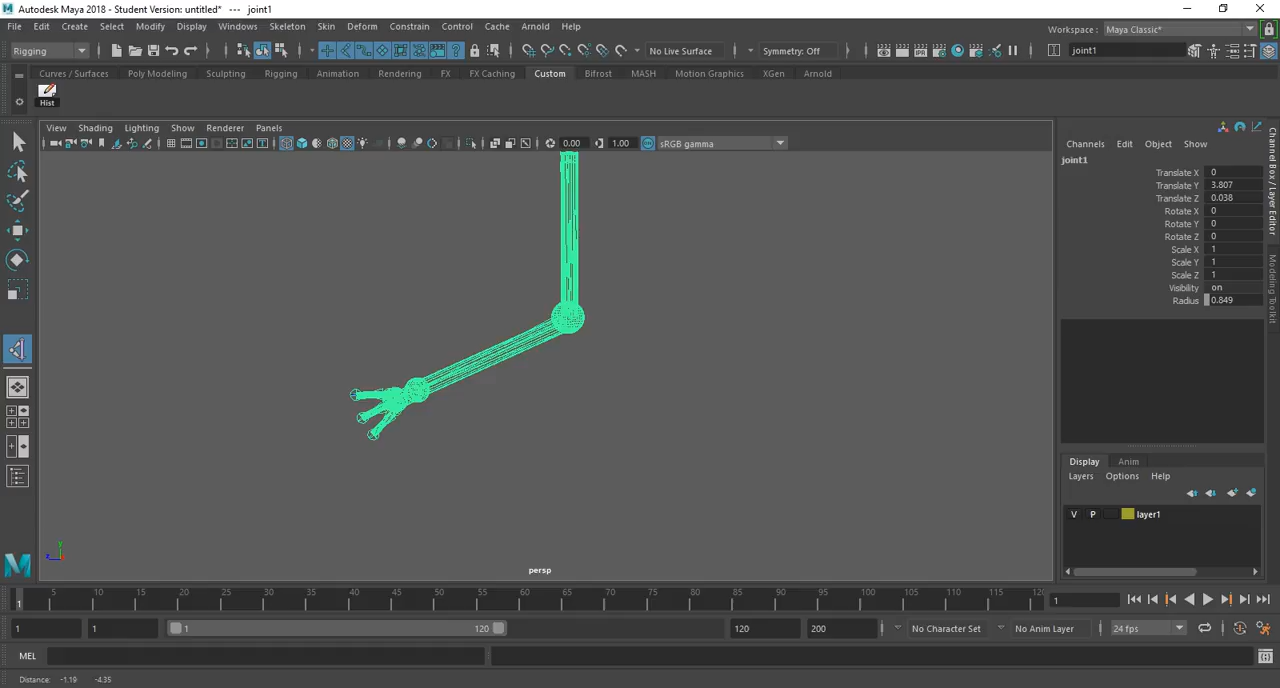 Autodesk Maya 2018 - Student Version: untitled* --- joint1
File Edit Create Select Modify Display Windows Skeleton Skin Deform Constrain Control Cache Arnold Help
Workspace : Maya Classic*
Rigging No Live Surface Symmetry: Off joint1
Curves / Surfaces Poly Modeling Sculpting Rigging Animation Rendering FX FX Caching Custom Bifrost MASH Motion Graphics XGen Arnold
Hist
View Shading Lighting Show Renderer Panels
0.00 1.00 sRGB gamma
Channels Edit Object Show
joint1
Translate X 0
Translate Y 3.807
Translate Z 0.038
Rotate X 0
Rotate Y 0
Rotate Z 0
Scale X 1
Scale Y 1
Scale Z 1
Visibility on
Radius 0.849
Channel Box / Layer Editor
Modeling Toolkit
Display Anim
Layers Options Help
V P layer1
y
z
persp
5 10 15 20 25 30 35 40 45 50 55 60 65 70 75 80 85 90 95 100 105 110 115 120
1 1
1 1 1 120 120 200 No Character Set No Anim Layer 24 fps
MEL
Distance: -1.19 -4.35